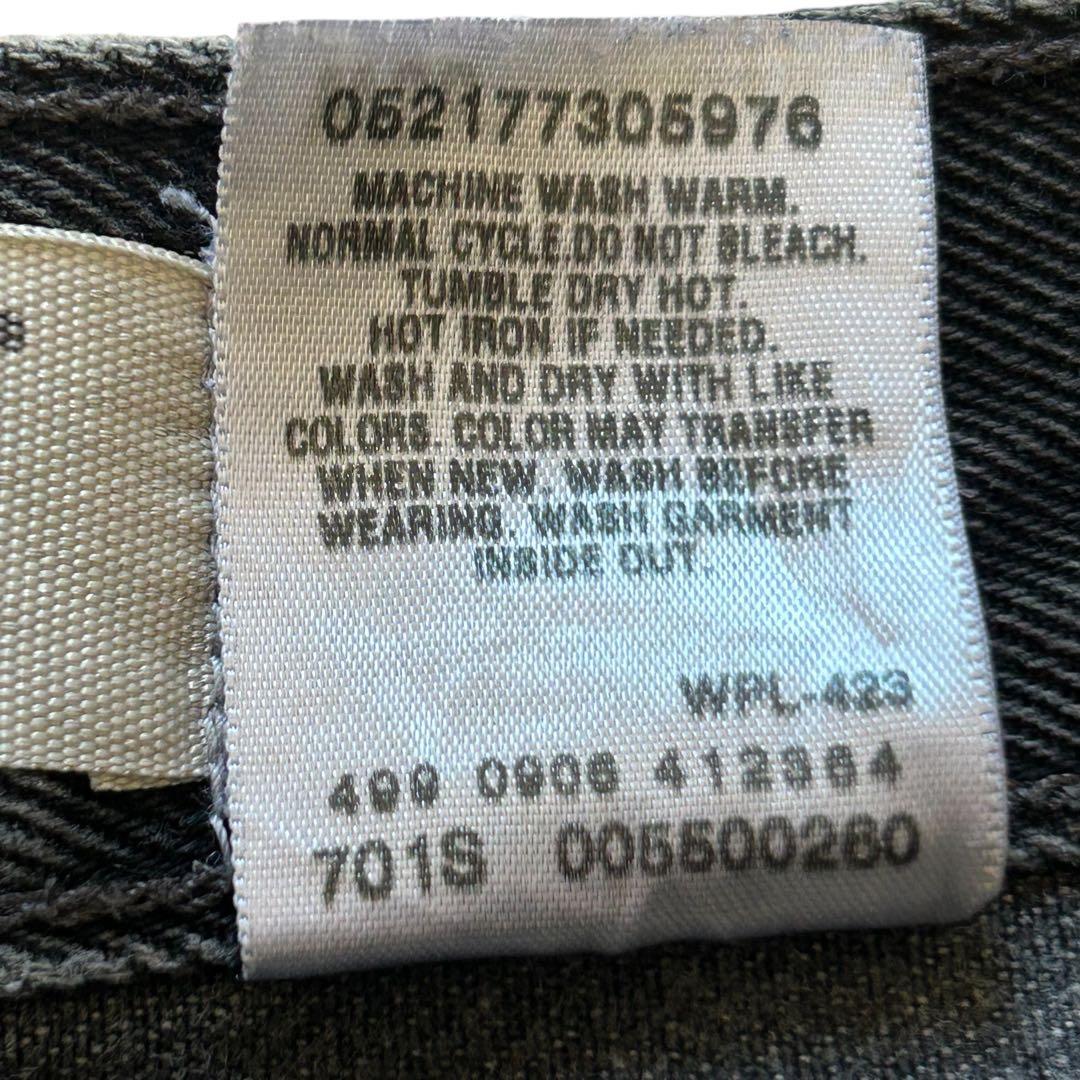 052177305976
MACHINE WASH WARM.
NORMAL CYCLE.DO NOT BLEACH.
TUMBLE DRY HOT.
HOT IRON IF NEEDED.
WASH AND DRY WITH LIKE
COLORS. COLOR MAY TRANSFER
WHEN NEW. WASH BEFORE
WEARING. WASH GARMENT
INSIDE OUT.
WPL-423
499 0906 412364
701S 005500260